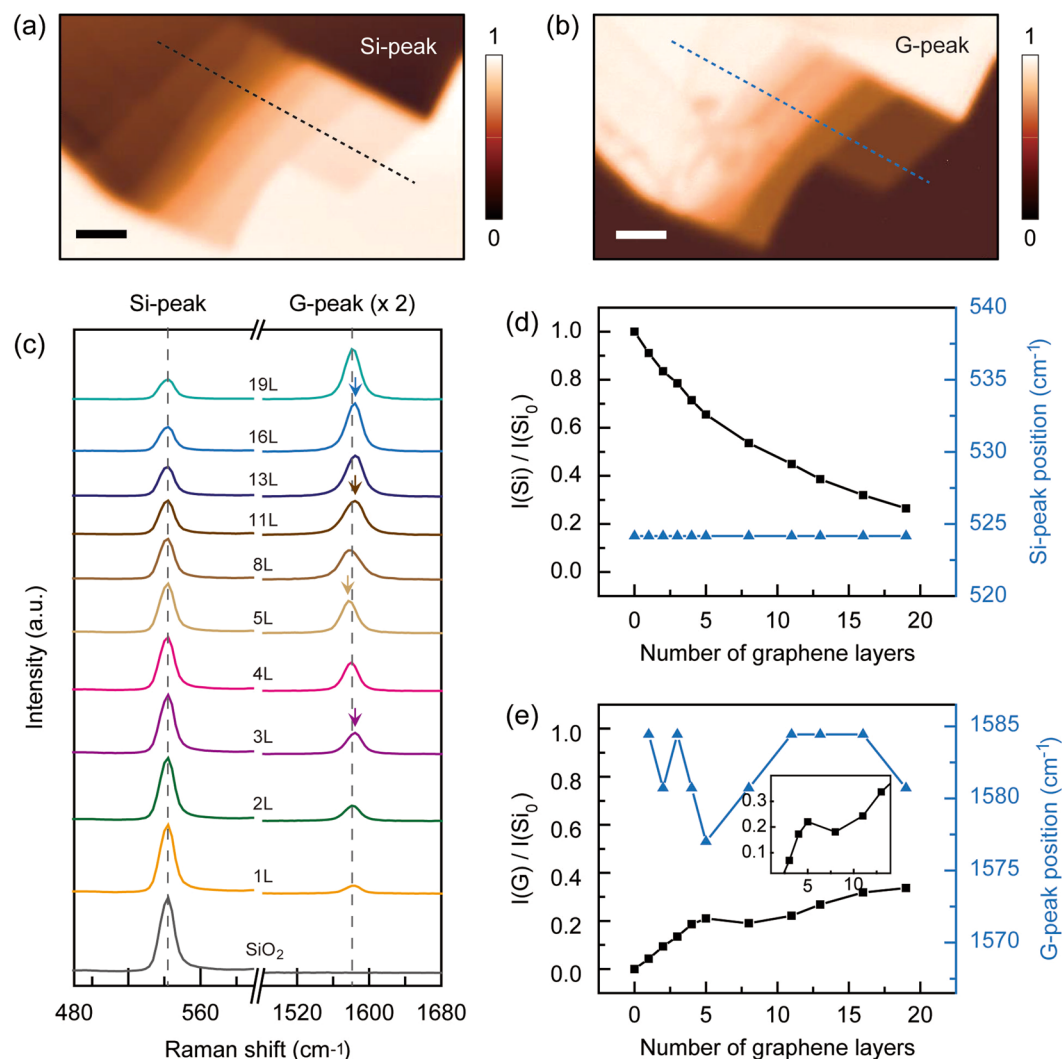 (a)
Si-peak
1
0
(b)
G-peak
1
0
(c)
Si-peak
G-peak (x 2)
19L
16L
13L
11L
8L
5L
4L
3L
2L
1L
SiO₂
Intensity (a.u.)
480 560 1520 1600 1680
Raman shift (cm⁻¹)
(d)
1.0
0.8
0.6
0.4
0.2
0.0
I(Si) / I(Si₀)
540
535
530
525
520
Si-peak position (cm⁻¹)
0 5 10 15 20
Number of graphene layers
(e)
1.0
0.8
0.6
0.4
0.2
0.0
I(G) / I(Si₀)
0.3
0.2
0.1
5 10
1585
1580
1575
1570
G-peak position (cm⁻¹)
0 5 10 15 20
Number of graphene layers